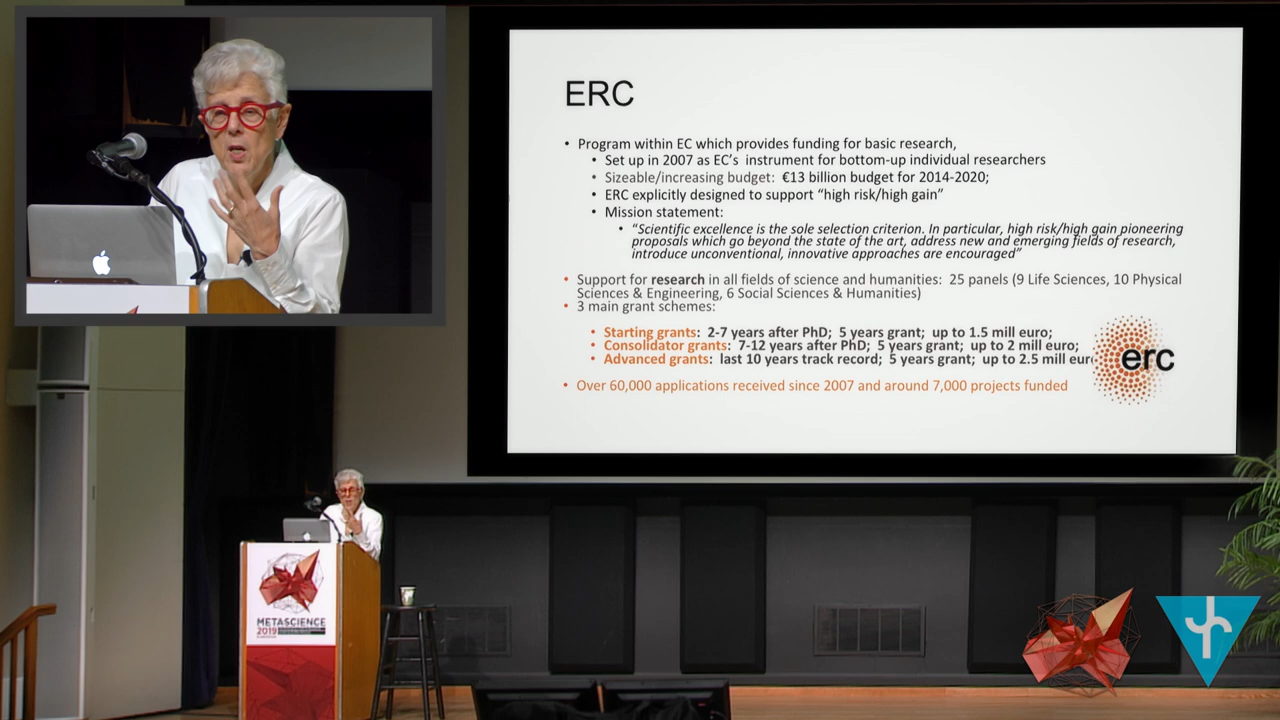 ERC
• Program within EC which provides funding for basic research,
• Set up in 2007 as EC's instrument for bottom-up individual researchers
• Sizeable/increasing budget: €13 billion budget for 2014-2020;
• ERC explicitly designed to support “high risk/high gain”
• Mission statement:
• “Scientific excellence is the sole selection criterion. In particular, high risk/high gain pioneering
proposals which go beyond the state of the art, address new and emerging fields of research,
introduce unconventional, innovative approaches are encouraged”
• Support for research in all fields of science and humanities: 25 panels (9 Life Sciences, 10 Physical
Sciences & Engineering, 6 Social Sciences & Humanities)
• 3 main grant schemes:
• Starting grants: 2-7 years after PhD; 5 years grant; up to 1.5 mill euro;
• Consolidator grants: 7-12 years after PhD; 5 years grant; up to 2 mill euro;
• Advanced grants: last 10 years track record; 5 years grant; up to 2.5 mill eur
erc
• Over 60,000 applications received since 2007 and around 7,000 projects funded
METASCIENCE
2019